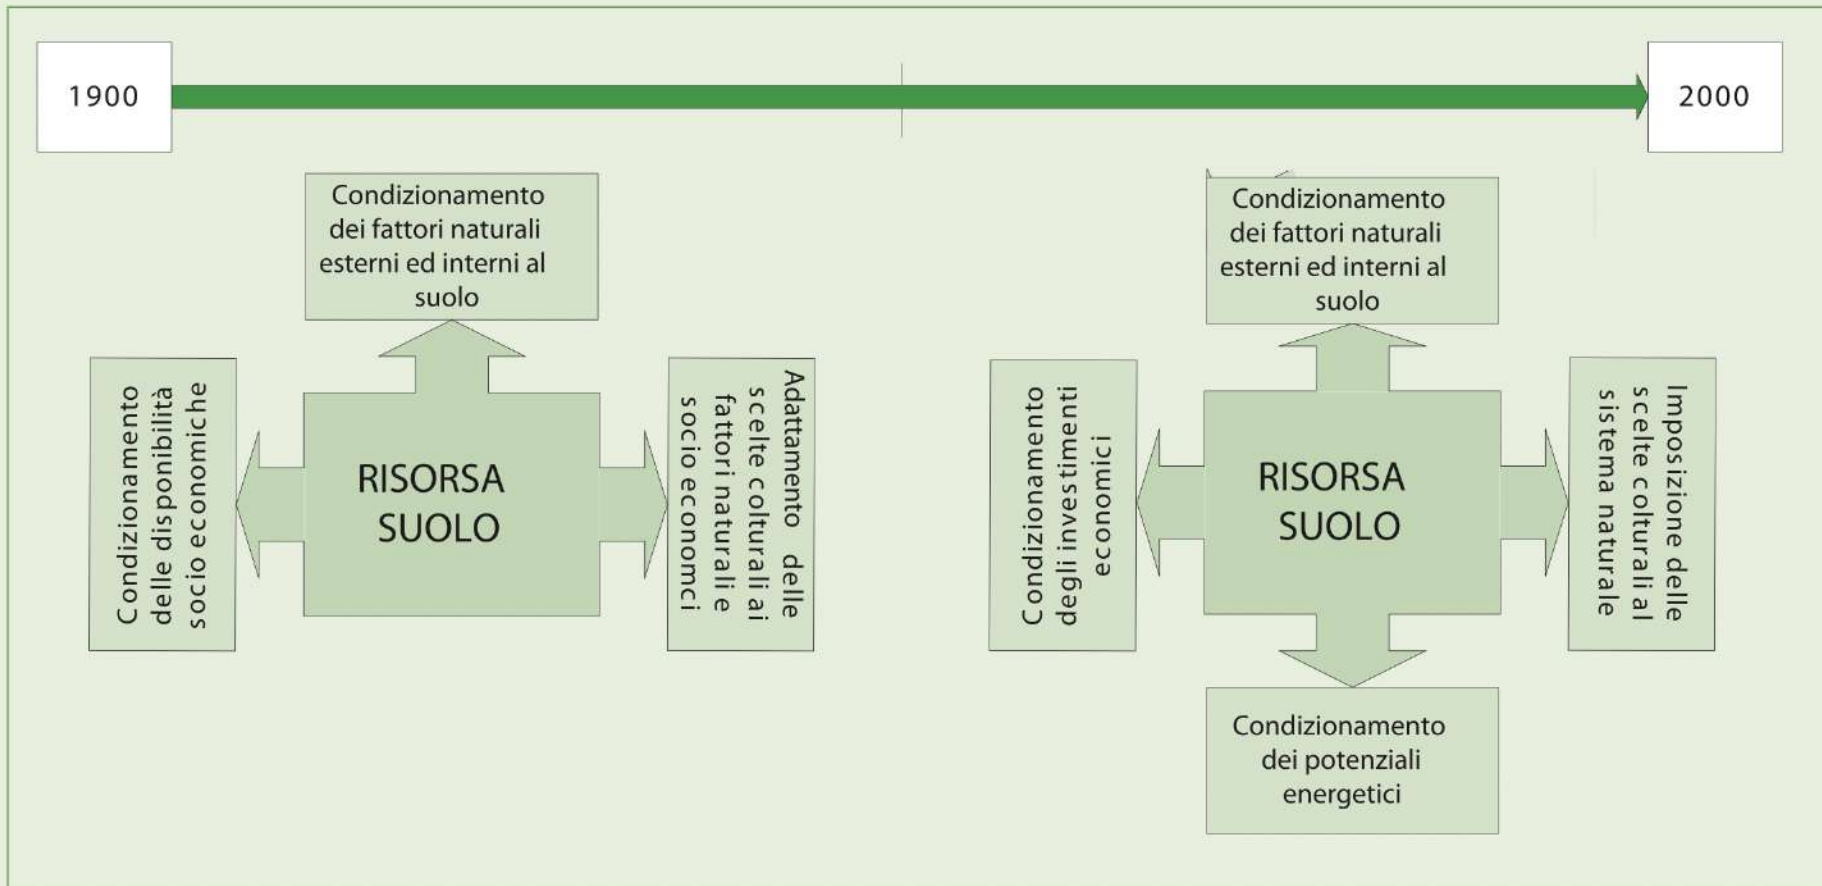 1900
2000
Condizionamento
dei fattori naturali
esterni ed interni al
suolo
Condizionamento
delle disponibilità
socio economiche
RISORSA
SUOLO
Adattamento delle
scelte colturali ai
fattori naturali e
socio economci
Condizionamento
dei fattori naturali
esterni ed interni al
suolo
Condizionamento
degli investimenti
economici
RISORSA
SUOLO
Imposizione delle
scelte colturali al
sistema naturale
Condizionamento
dei potenziali
energetici